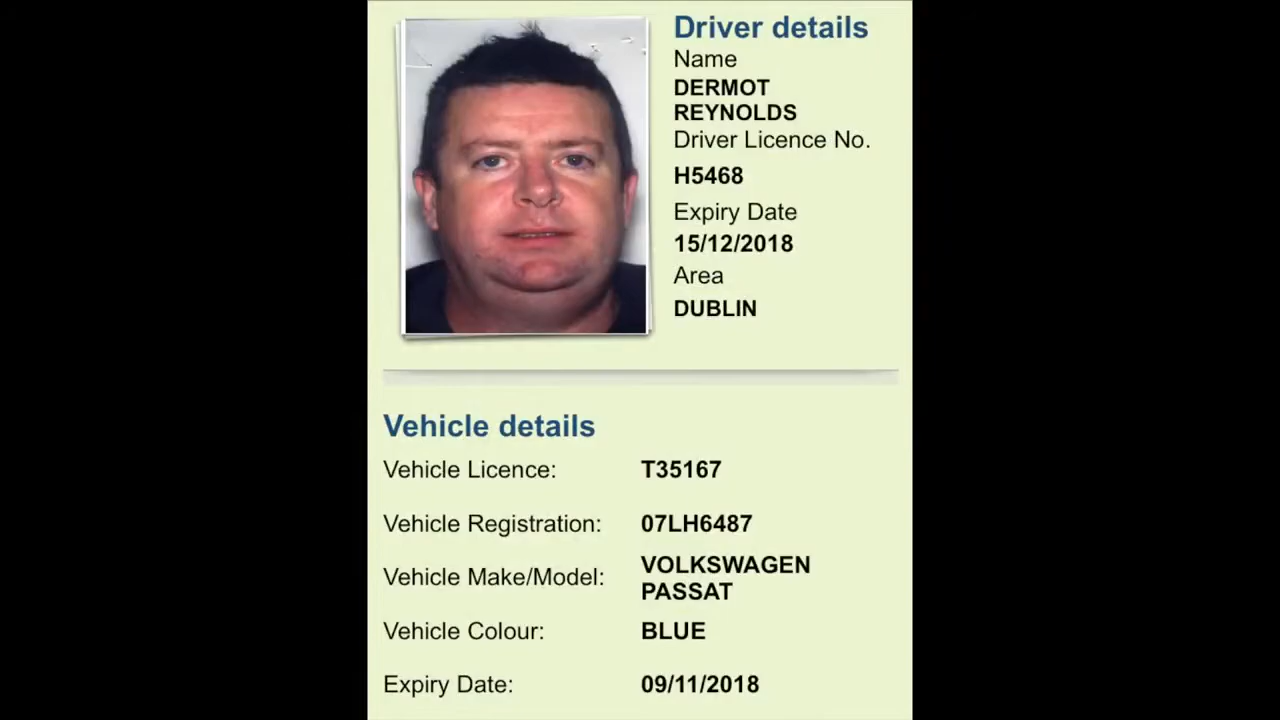 Driver details
Name
DERMOT
REYNOLDS
Driver Licence No.
H5468
Expiry Date
15/12/2018
Area
DUBLIN
Vehicle details
Vehicle Licence: T35167
Vehicle Registration: 07LH6487
Vehicle Make/Model: VOLKSWAGEN
PASSAT
Vehicle Colour: BLUE
Expiry Date: 09/11/2018